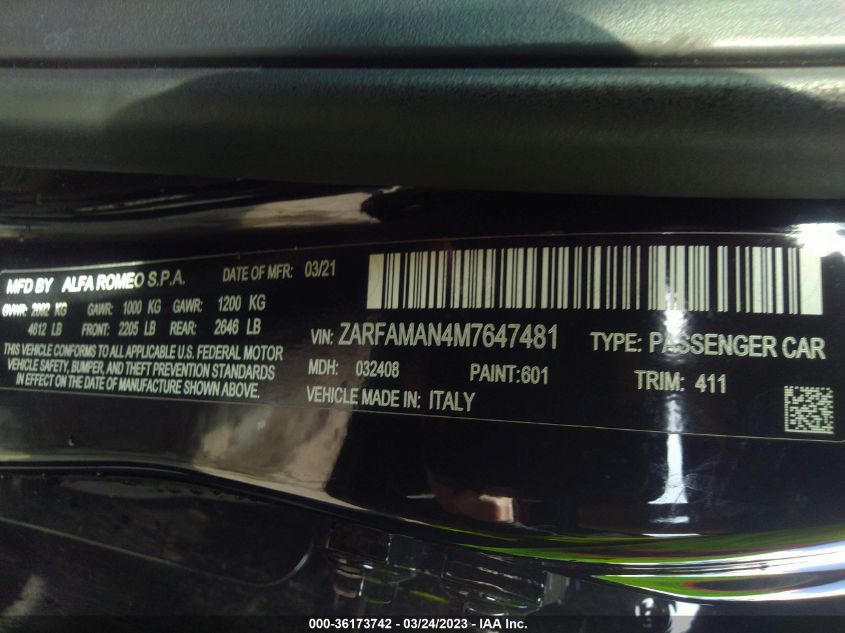 MFD BY ALFA ROMEO S.P.A. DATE OF MFR: 03/21
GVWR: 2092 KG GAWR: 1000 KG GAWR: 1200 KG
4612 LB FRONT: 2205 LB REAR: 2646 LB
THIS VEHICLE CONFORMS TO ALL APPLICABLE U.S. FEDERAL MOTOR
VEHICLE SAFETY, BUMPER, AND THEFT PREVENTION STANDARDS
IN EFFECT ON THE DATE OF MANUFACTURE SHOWN ABOVE.
VIN: ZARFAMAN4M7647481 TYPE: PASSENGER CAR
MDH: 032408 PAINT:601 TRIM: 411
VEHICLE MADE IN: ITALY
000-36173742 — 03/24/2023 — IAA Inc.